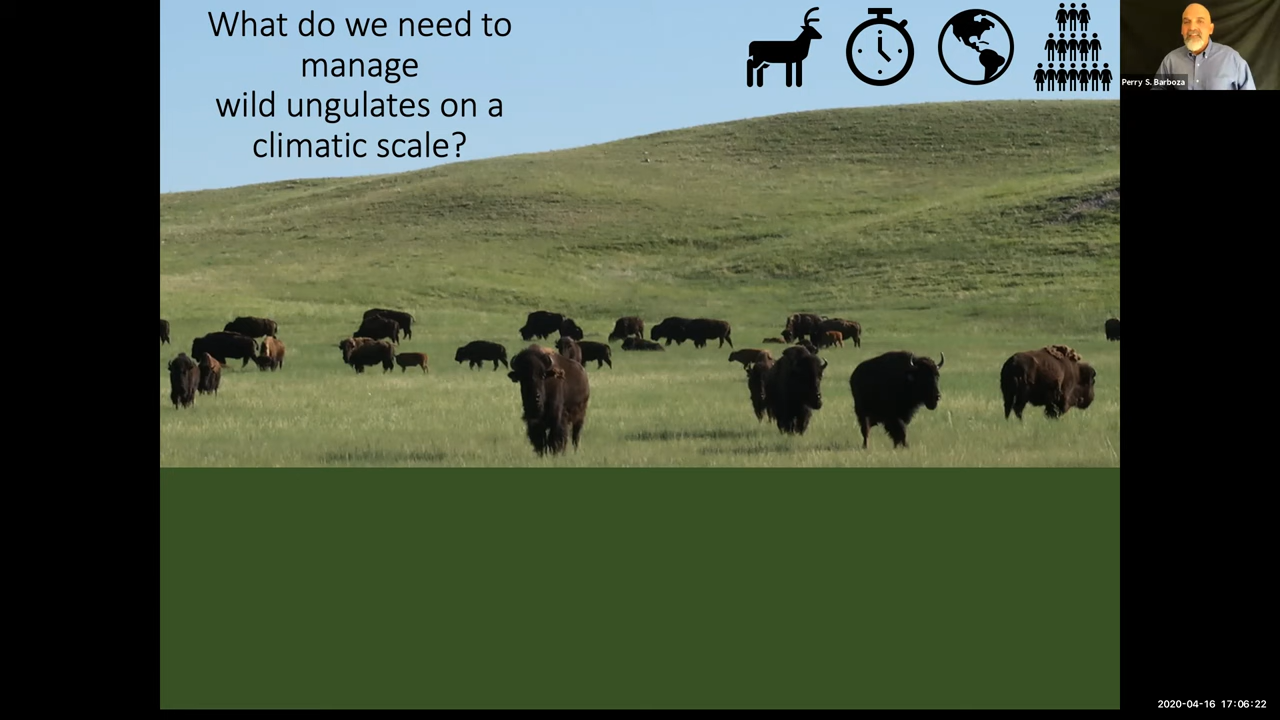 What do we need to
manage
wild ungulates on a
climatic scale?
Perry S. Barboza
2020-04-16 17:06:22